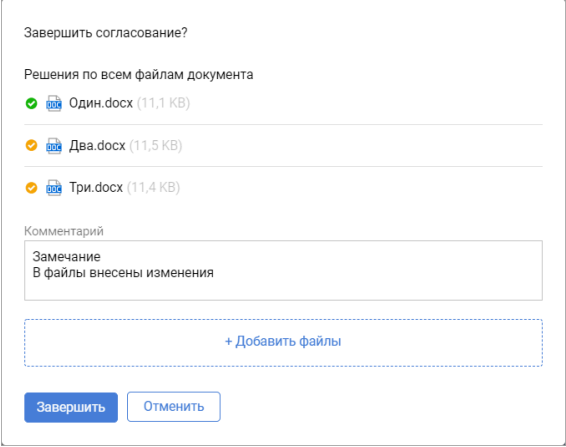 Завершить согласование?
Решения по всем файлам документа
DOC Один.docx (11,1 KB)
DOC Два.docx (11,5 KB)
DOC Три.docx (11,4 KB)
Комментарий
Замечание
В файлы внесены изменения
+ Добавить файлы
Завершить Отменить